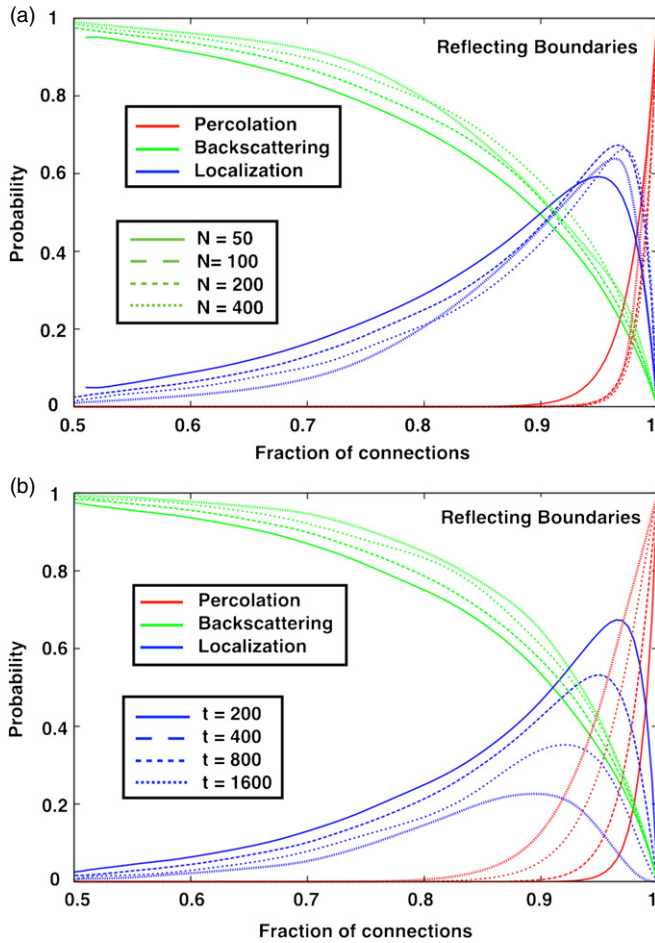 (a)
1
0.8
0.6
0.4
0.2
0
Probability
Reflecting Boundaries
Percolation
Backscattering
Localization
N = 50
N= 100
N = 200
N = 400
0.5 0.6 0.7 0.8 0.9 1
Fraction of connections
(b)
1
0.8
0.6
0.4
0.2
0
Probability
Reflecting Boundaries
Percolation
Backscattering
Localization
t = 200
t = 400
t = 800
t = 1600
0.5 0.6 0.7 0.8 0.9 1
Fraction of connections